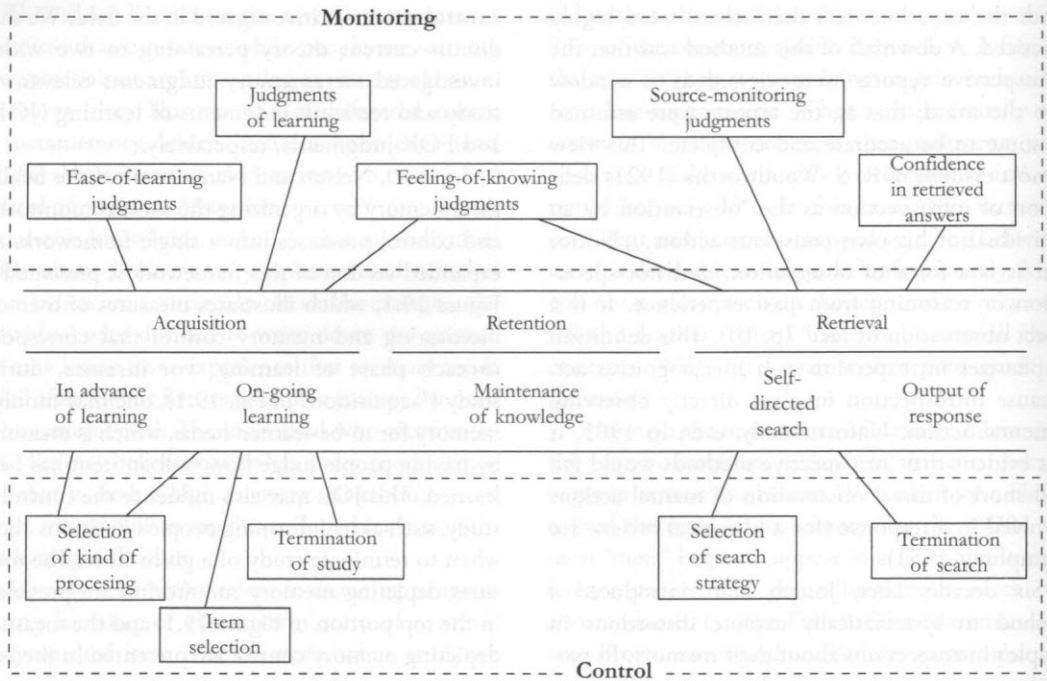 Monitoring
Judgments
of learning
Source-monitoring
judgments
Ease-of-learning
judgments
Feeling-of-knowing
judgments
Confidence
in retrieved
answers
Acquisition
Retention
Retrieval
In advance
of learning
On-going
learning
Maintenance
of knowledge
Self-
directed
search
Output of
response
Selection
of kind of
procesing
Termination
of study
Item
selection
Selection
of search
strategy
Termination
of search
Control